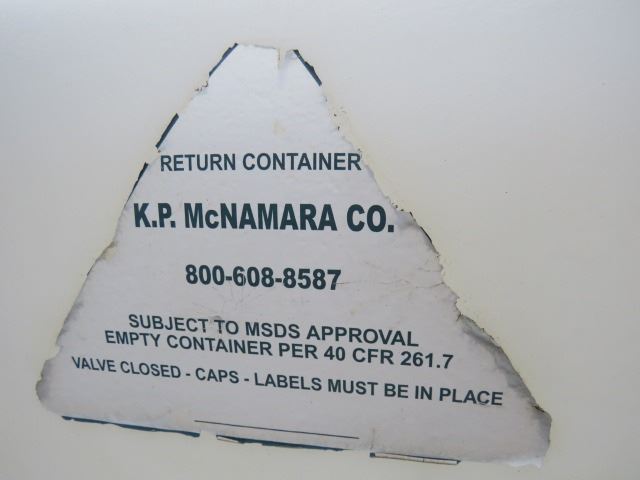 RETURN CONTAINER
K.P. McNAMARA CO.
800-608-8587
SUBJECT TO MSDS APPROVAL
EMPTY CONTAINER PER 40 CFR 261.7
VALVE CLOSED - CAPS - LABELS MUST BE IN PLACE